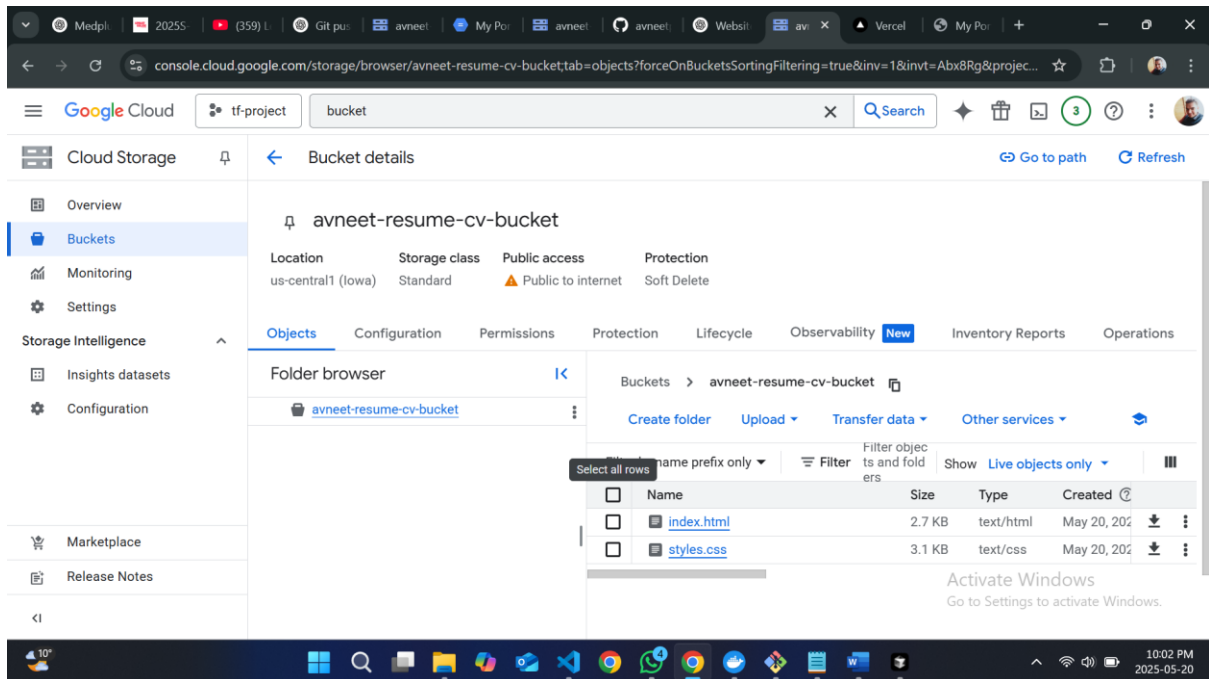 Medplu
2025S-
(359) Li
Git pus
avneet
My Por
avneet
avneet
Websit
avn
Vercel
My Por
console.cloud.google.com/storage/browser/avneet-resume-cv-bucket;tab=objects?forceOnBucketsSortingFiltering=true&inv=1&invt=Abx8Rg&projec...
Google Cloud
tf-project
bucket
Search
3
Cloud Storage
Bucket details
Go to path
Refresh
Overview
Buckets
Monitoring
Settings
Storage Intelligence
Insights datasets
Configuration
Marketplace
Release Notes
avneet-resume-cv-bucket
Location Storage class Public access Protection
us-central1 (Iowa) Standard Public to internet Soft Delete
Objects Configuration Permissions Protection Lifecycle Observability New Inventory Reports Operations
Folder browser
avneet-resume-cv-bucket
Buckets > avneet-resume-cv-bucket
Create folder Upload Transfer data Other services
name prefix only Filter
Filter objec
ts and fold
ers
Show Live objects only
Select all rows
Name Size Type Created
index.html 2.7 KB text/html May 20, 202
styles.css 3.1 KB text/css May 20, 202
Activate Windows
Go to Settings to activate Windows.
10°
4
10:02 PM
2025-05-20